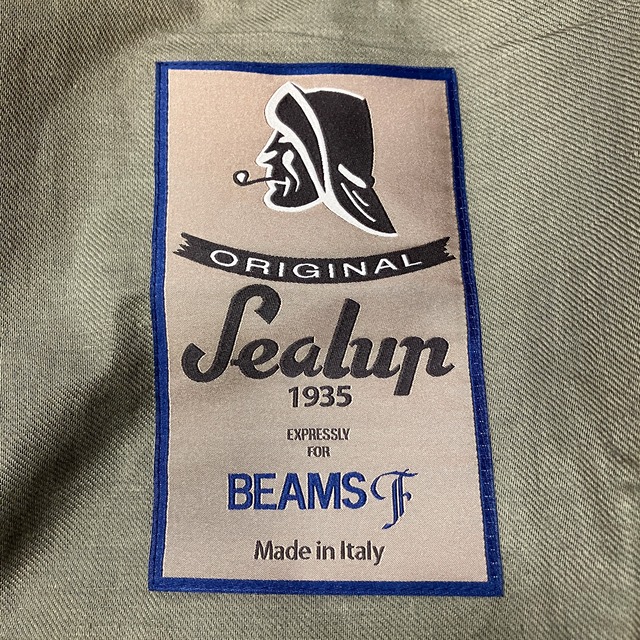 ORIGINAL
Sealup
1935
EXPRESSLY
FOR
BEAMS F
Made in Italy